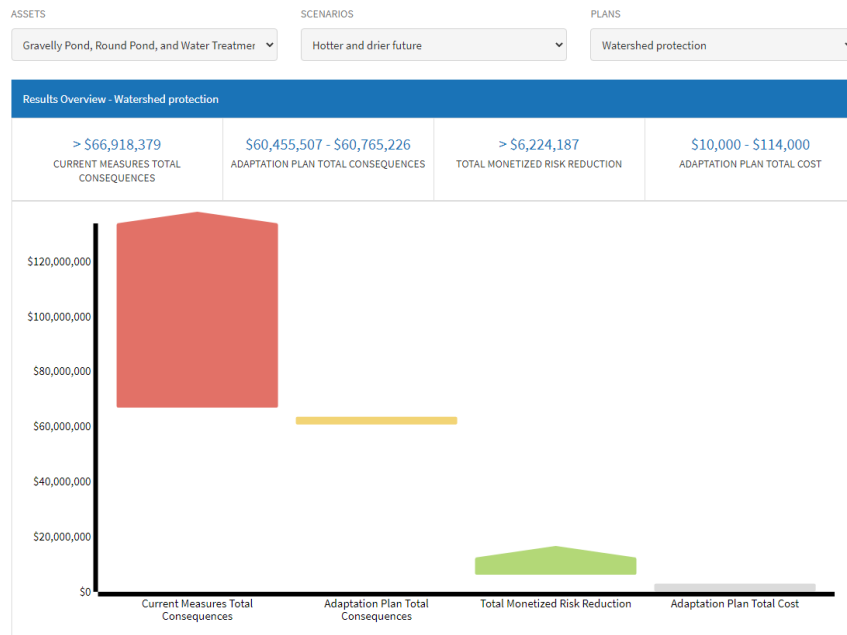 ASSETS SCENARIOS PLANS
Gravelly Pond, Round Pond, and Water Treatmer Hotter and drier future Watershed protection
Results Overview - Watershed protection
> $66,918,379 $60,455,507 - $60,765,226 > $6,224,187 $10,000 - $114,000
CURRENT MEASURES TOTAL CONSEQUENCES ADAPTATION PLAN TOTAL CONSEQUENCES TOTAL MONETIZED RISK REDUCTION ADAPTATION PLAN TOTAL COST
$120,000,000
$100,000,000
$80,000,000
$60,000,000
$40,000,000
$20,000,000
$0
Current Measures Total Adaptation Plan Total Total Monetized Risk Reduction Adaptation Plan Total Cost
Consequences Consequences